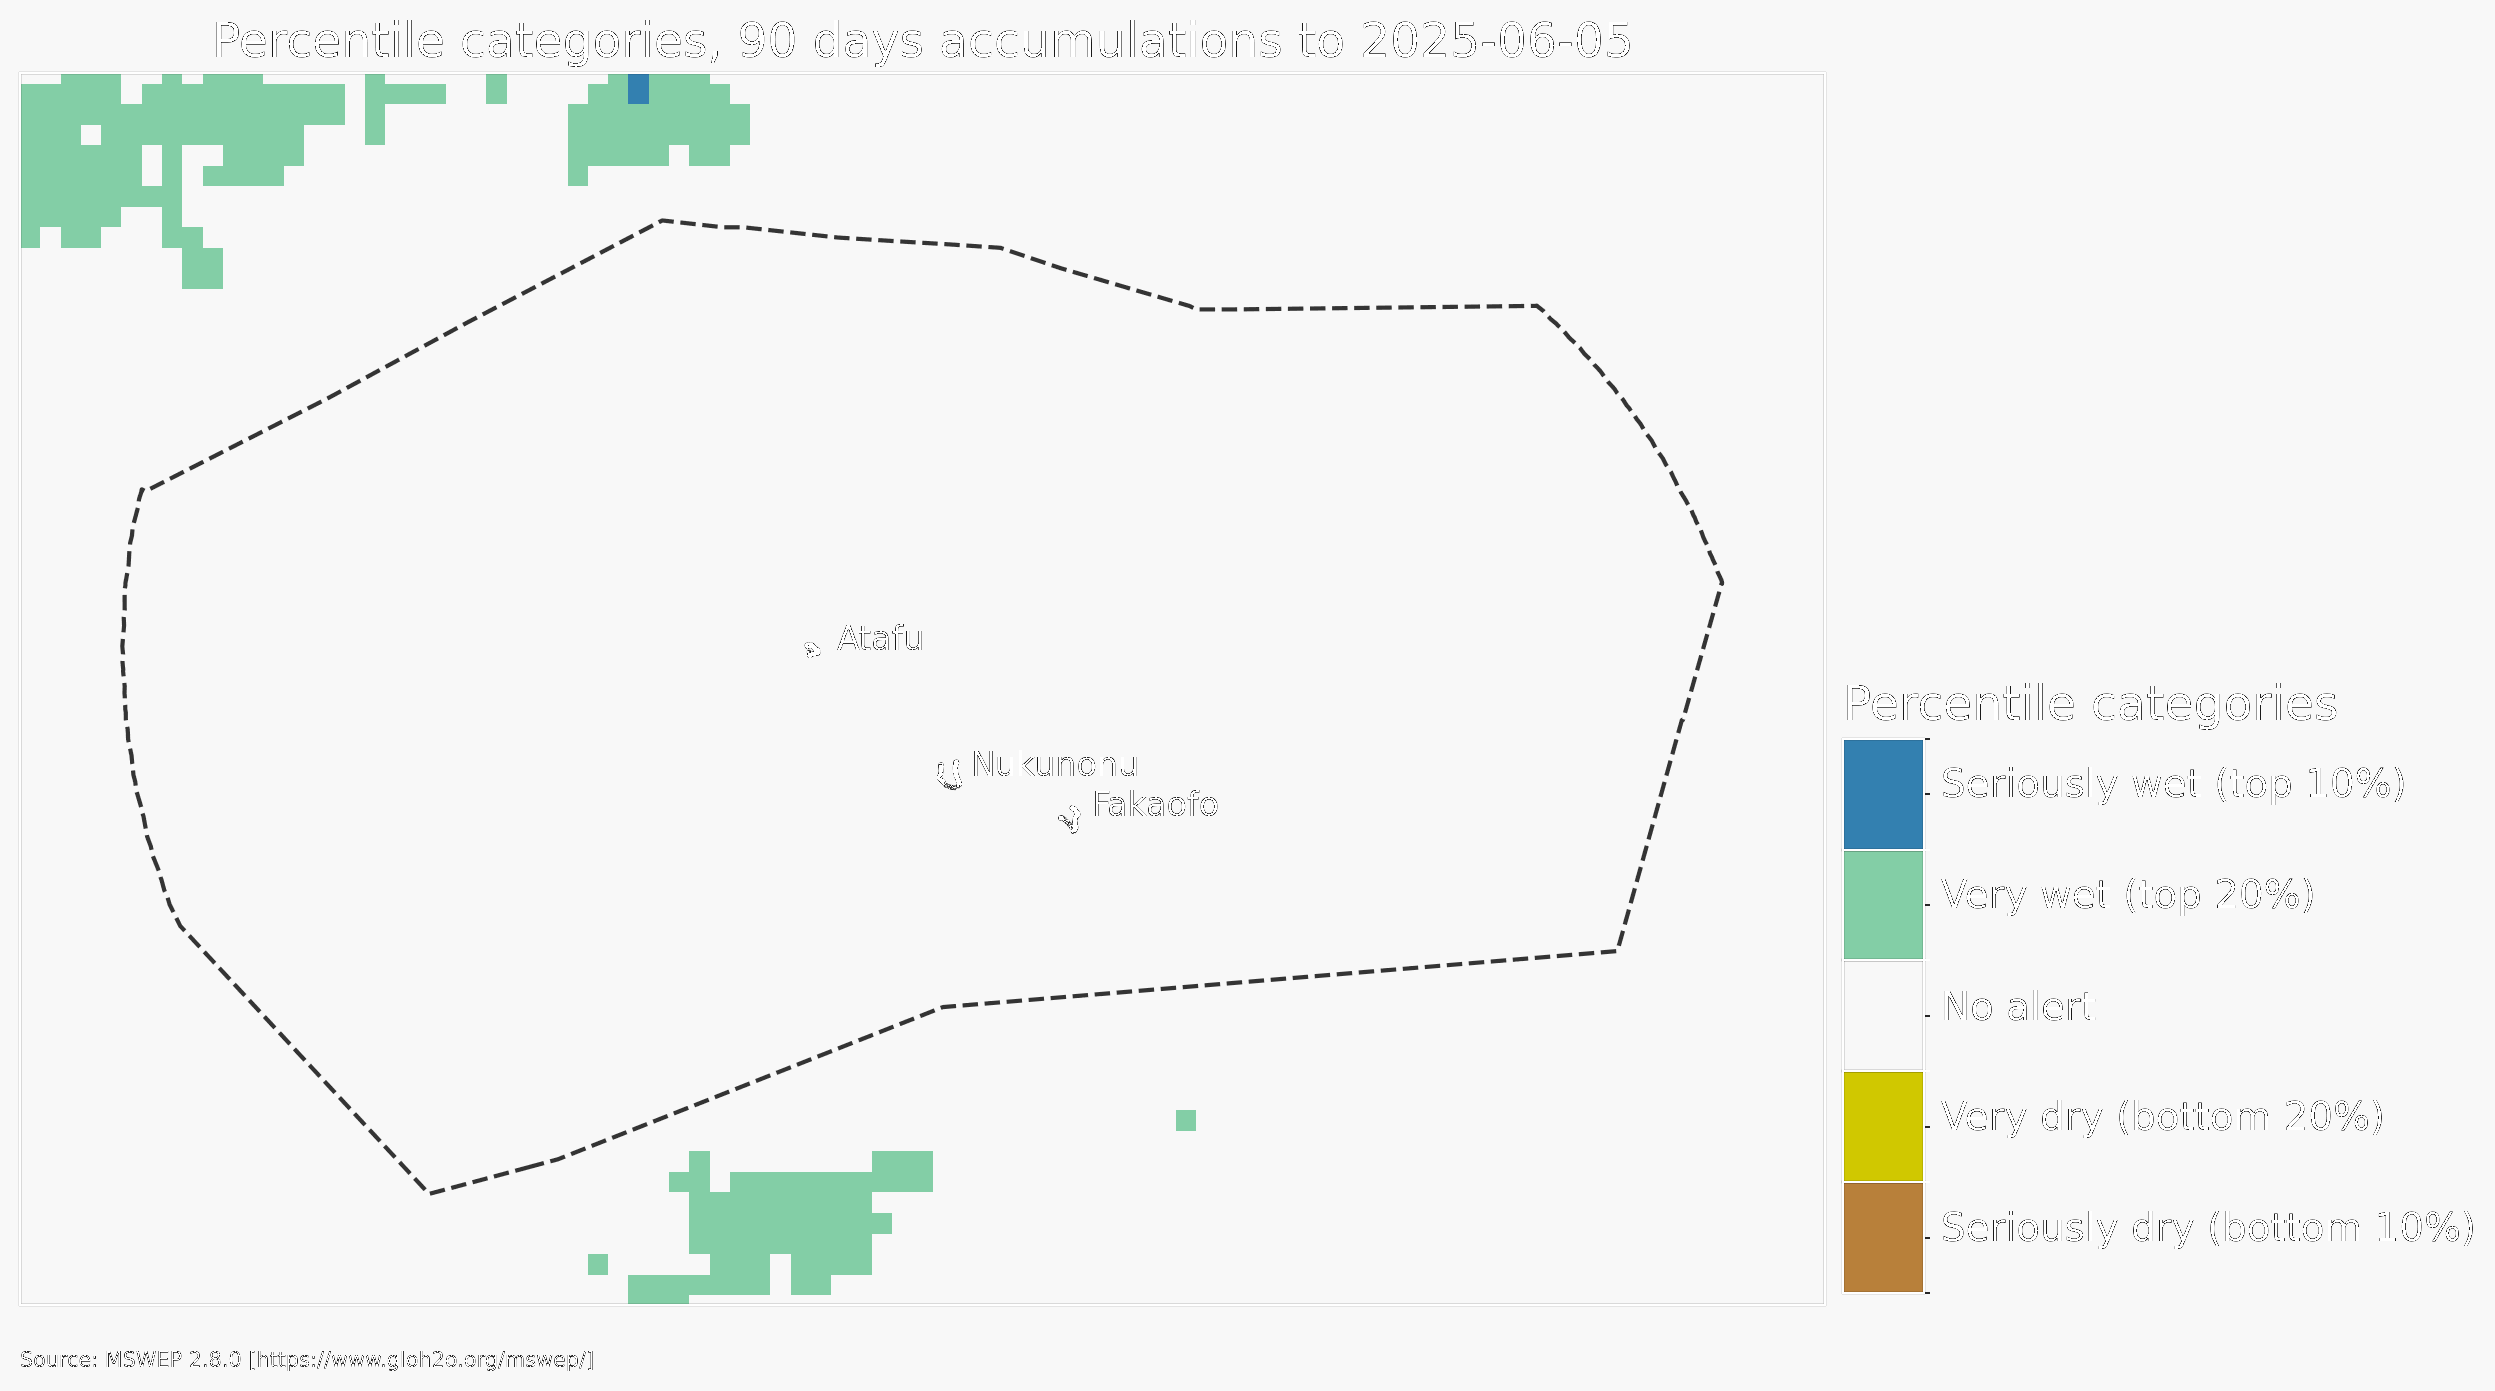 Percentile categories, 90 days accumulations to 2025-06-05
Atafu
Nukunonu
Fakaofo
Percentile categories
Seriously wet (top 10%)
Very wet (top 20%)
No alert
Very dry (bottom 20%)
Seriously dry (bottom 10%)
Source: MSWEP 2.8.0 [https://www.gloh2o.org/mswep/]